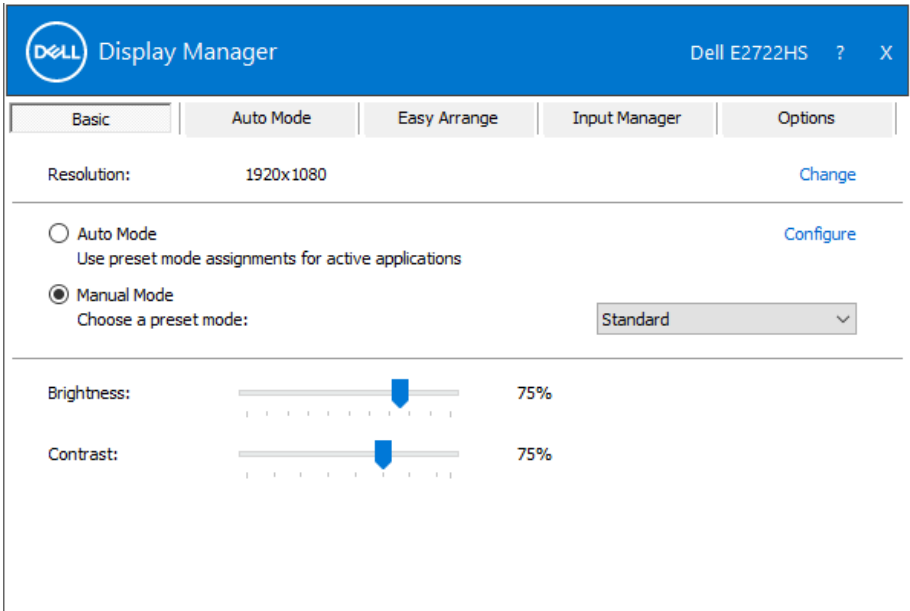 DELL Display Manager Dell E2722HS ? X
Basic Auto Mode Easy Arrange Input Manager Options
Resolution: 1920x1080 Change
Auto Mode Configure
Use preset mode assignments for active applications
Manual Mode
Choose a preset mode: Standard
Brightness: 75%
Contrast: 75%